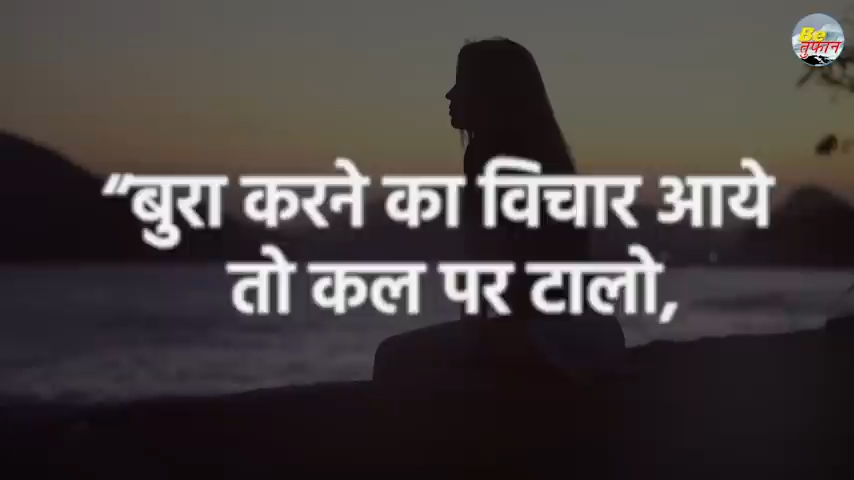 Be
तुफान
“बुरा करने का विचार आये
तो कल पर टालो,